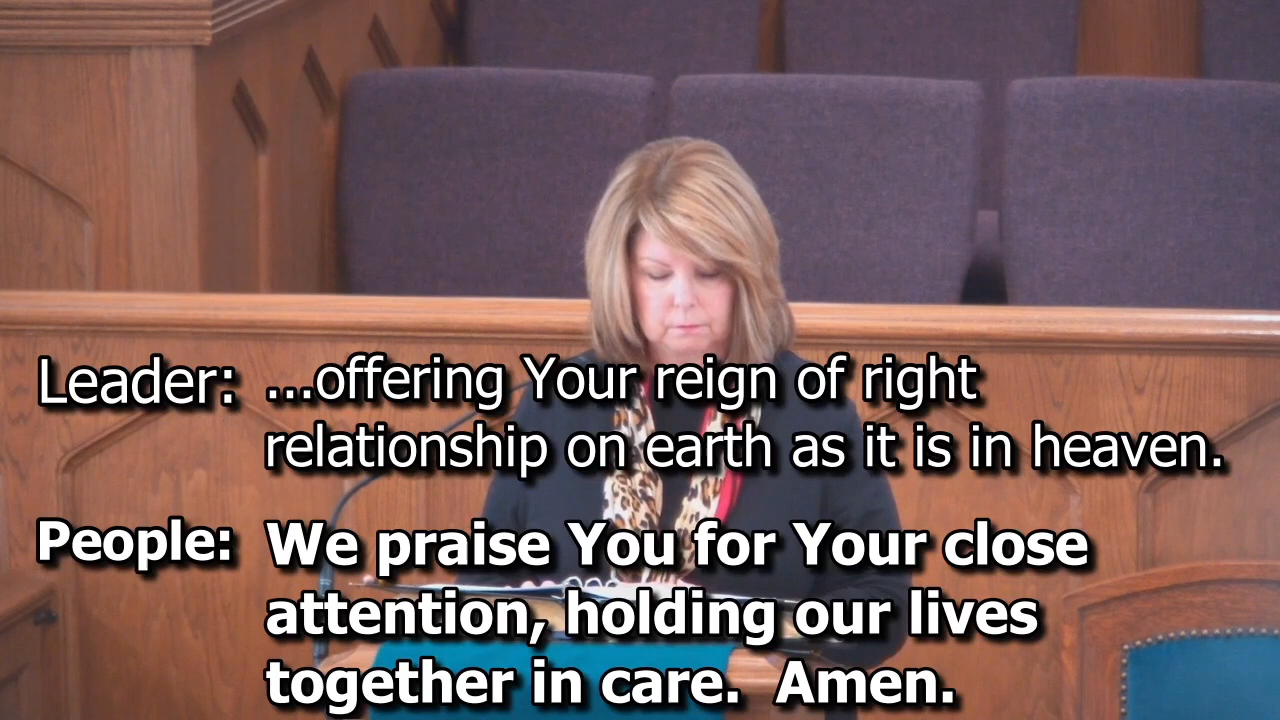 Leader: ...offering Your reign of right
relationship on earth as it is in heaven.
People: We praise You for Your close
attention, holding our lives
together in care. Amen.